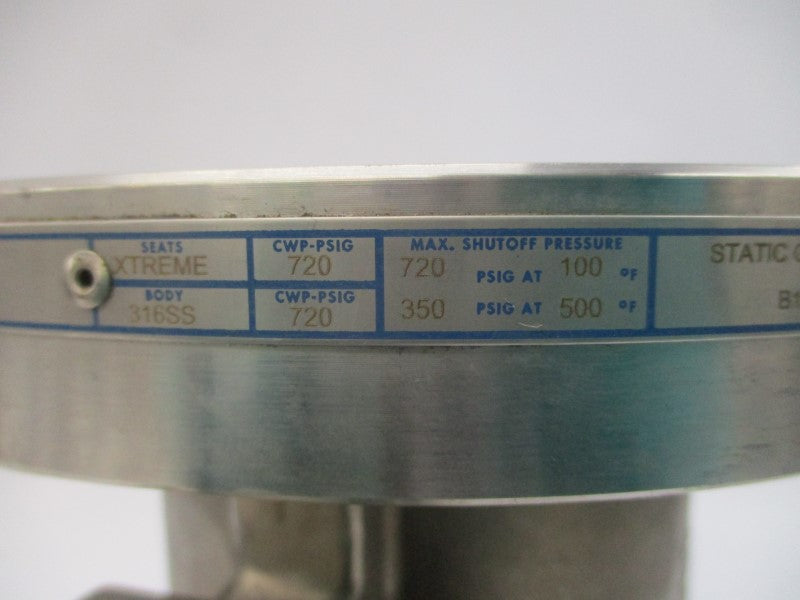 SEATS
XTREME
CWP-PSIG
720
BODY
316SS
CWP-PSIG
720
MAX. SHUTOFF PRESSURE
720 PSIG AT 100 °F
350 PSIG AT 500 °F
STATIC